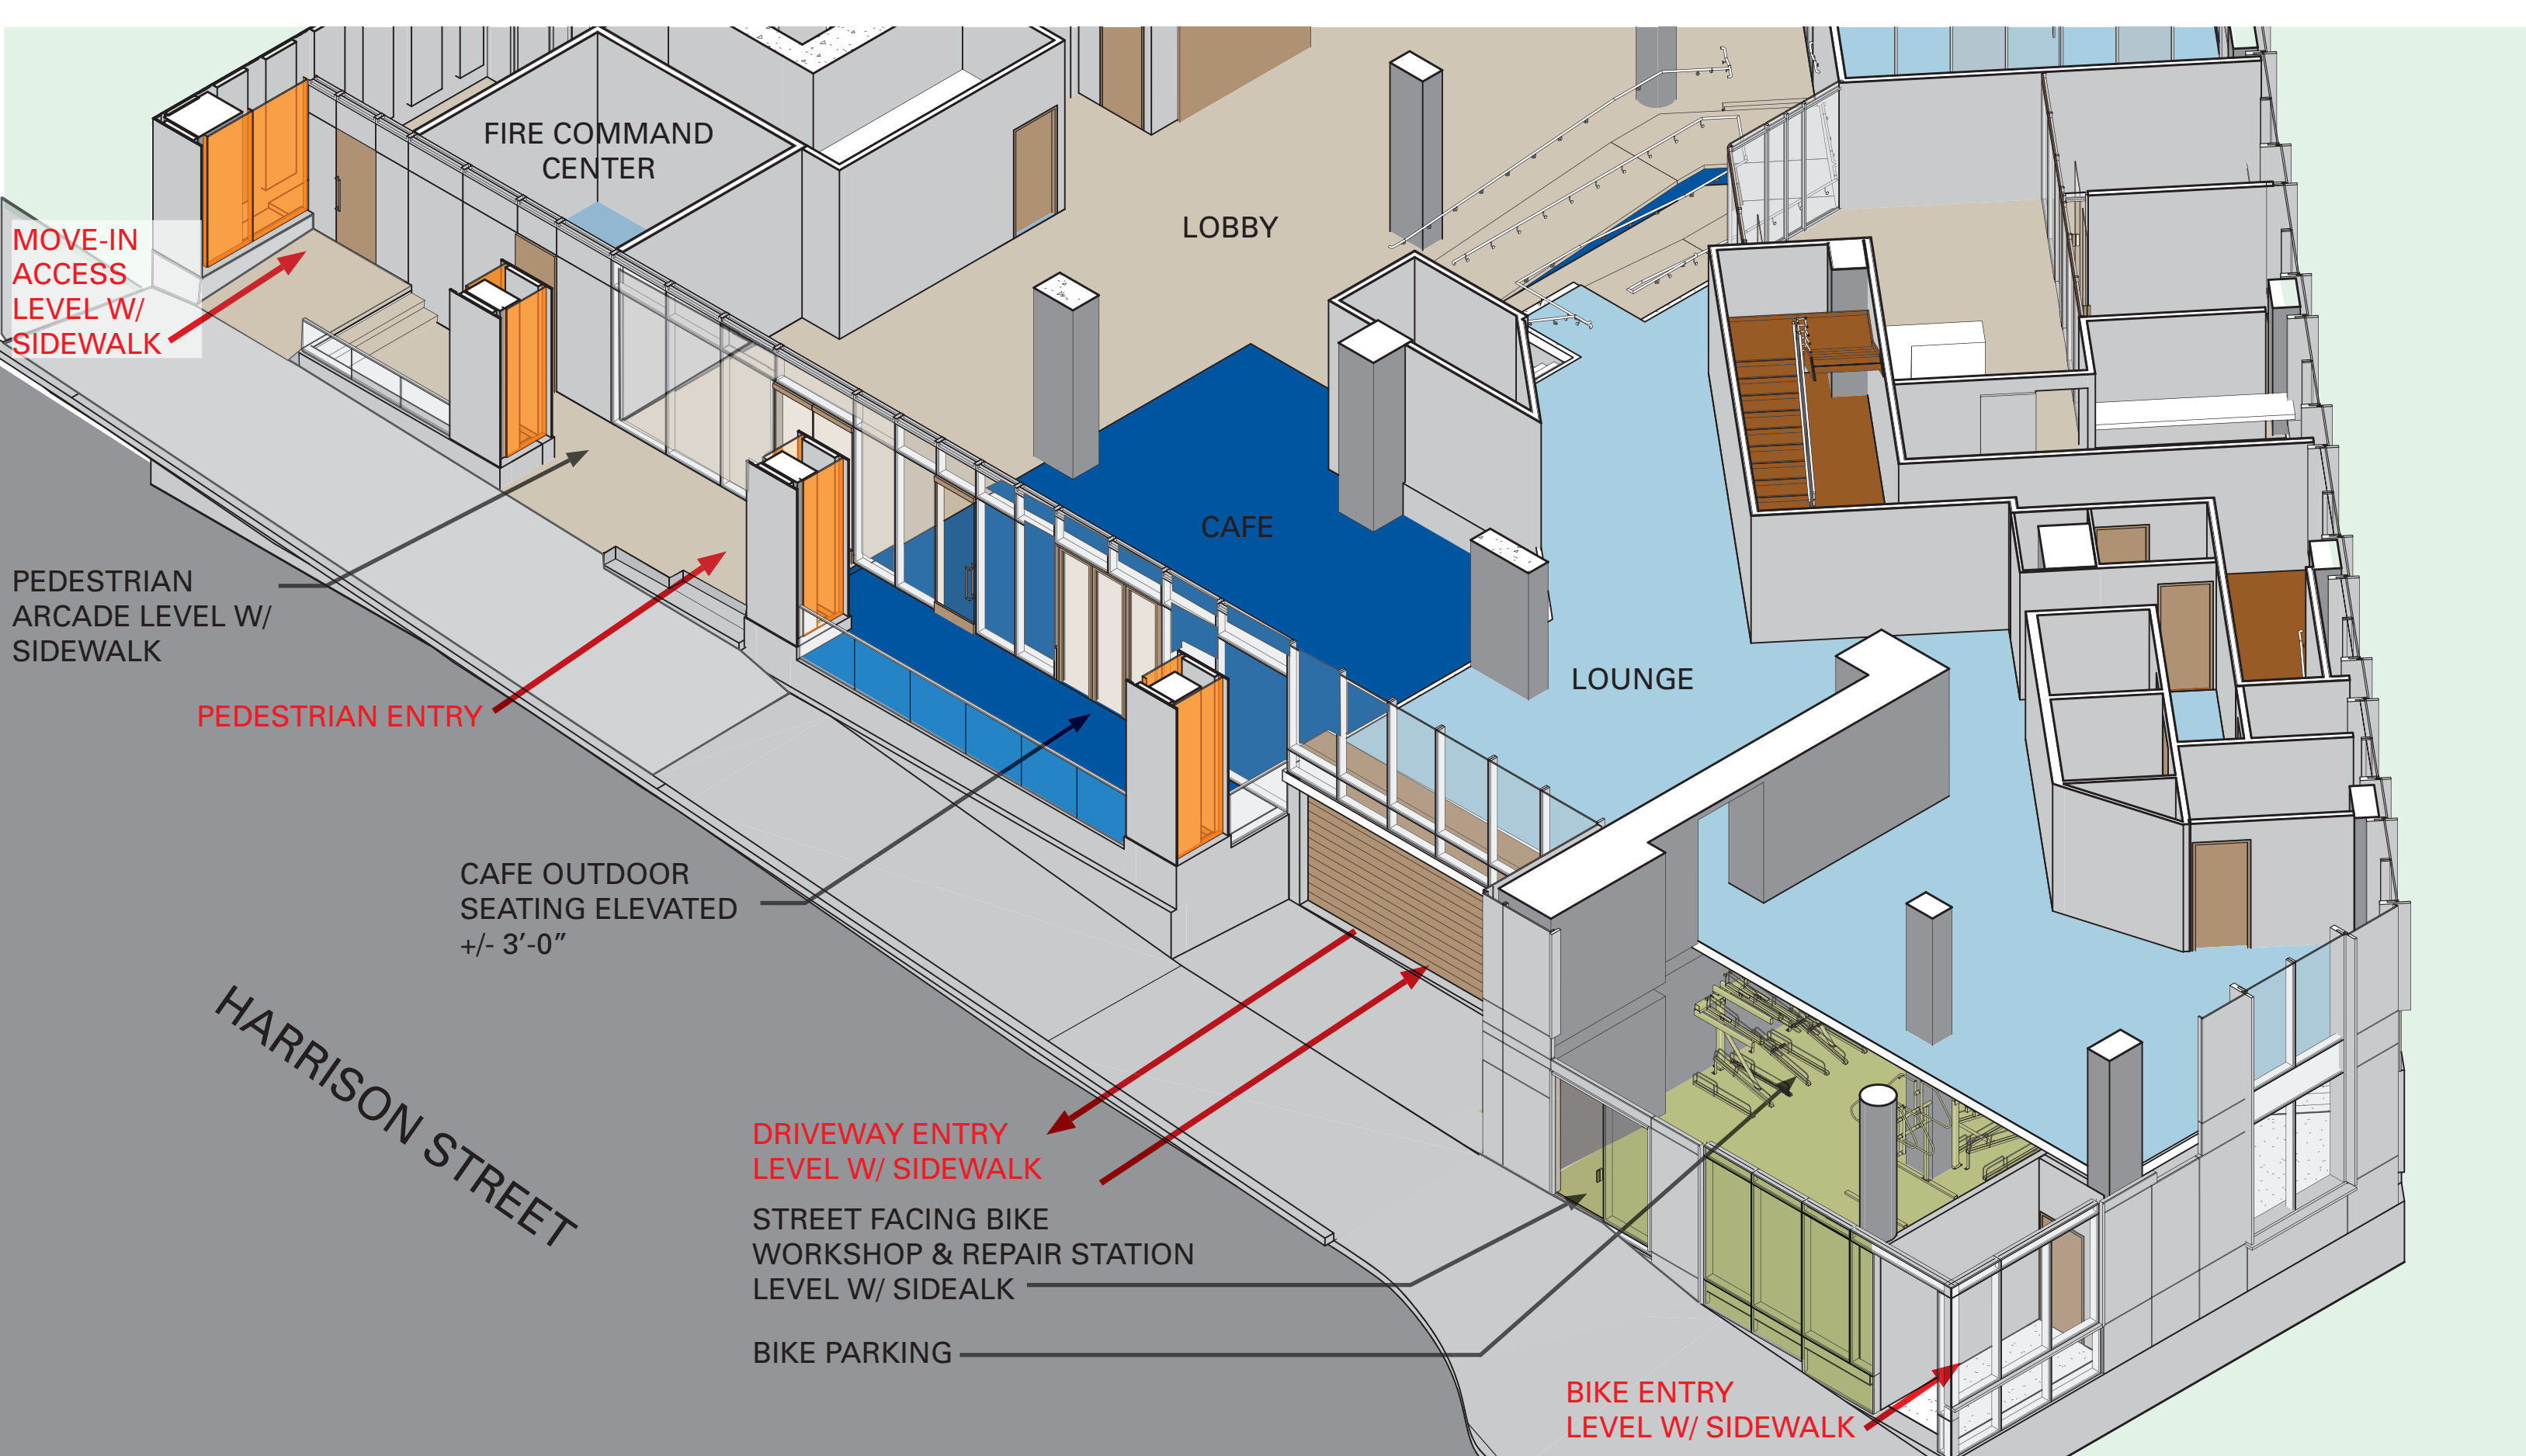 FIRE COMMAND
CENTER
LOBBY
MOVE-IN
ACCESS
LEVEL W/
SIDEWALK
CAFE
PEDESTRIAN
ARCADE LEVEL W/
SIDEWALK
PEDESTRIAN ENTRY
LOUNGE
CAFE OUTDOOR
SEATING ELEVATED
+/- 3’-0”
HARRISON STREET
DRIVEWAY ENTRY
LEVEL W/ SIDEWALK
STREET FACING BIKE
WORKSHOP & REPAIR STATION
LEVEL W/ SIDEALK
BIKE PARKING
BIKE ENTRY
LEVEL W/ SIDEWALK